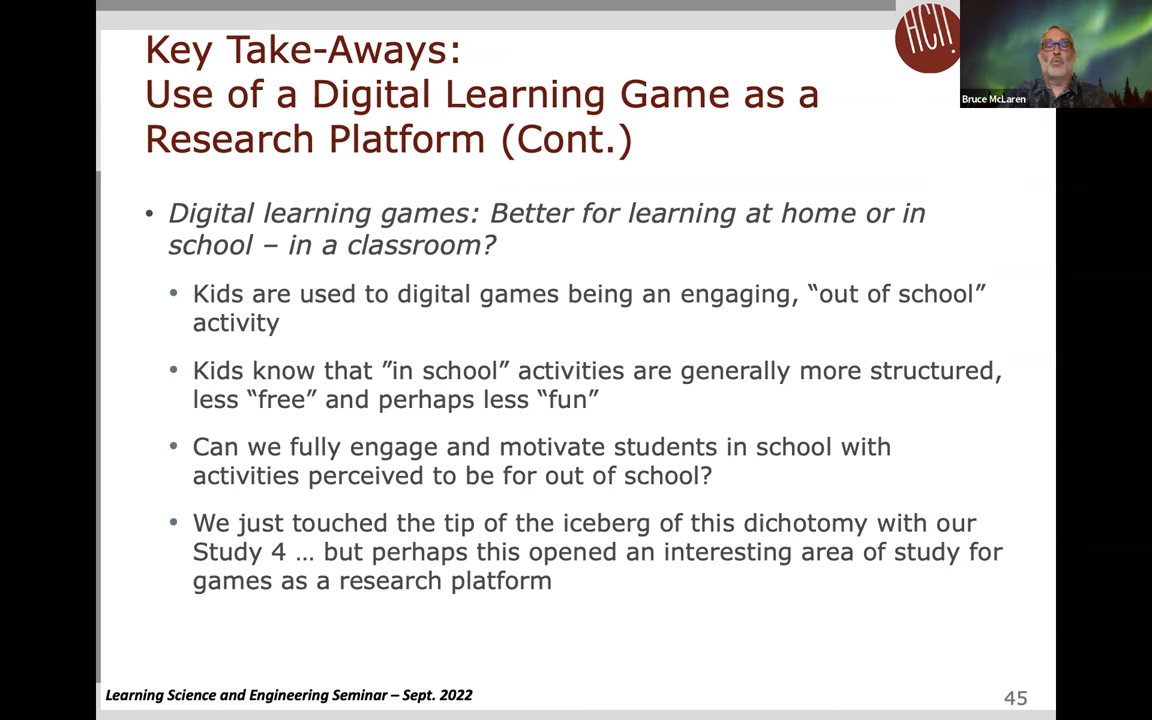 Key Take-Aways:
Use of a Digital Learning Game as a
Research Platform (Cont.)
HCII
Bruce McLaren
• Digital learning games: Better for learning at home or in
school – in a classroom?
• Kids are used to digital games being an engaging, “out of school”
activity
• Kids know that ”in school” activities are generally more structured,
less “free” and perhaps less “fun”
• Can we fully engage and motivate students in school with
activities perceived to be for out of school?
• We just touched the tip of the iceberg of this dichotomy with our
Study 4 … but perhaps this opened an interesting area of study for
games as a research platform
Learning Science and Engineering Seminar – Sept. 2022
45